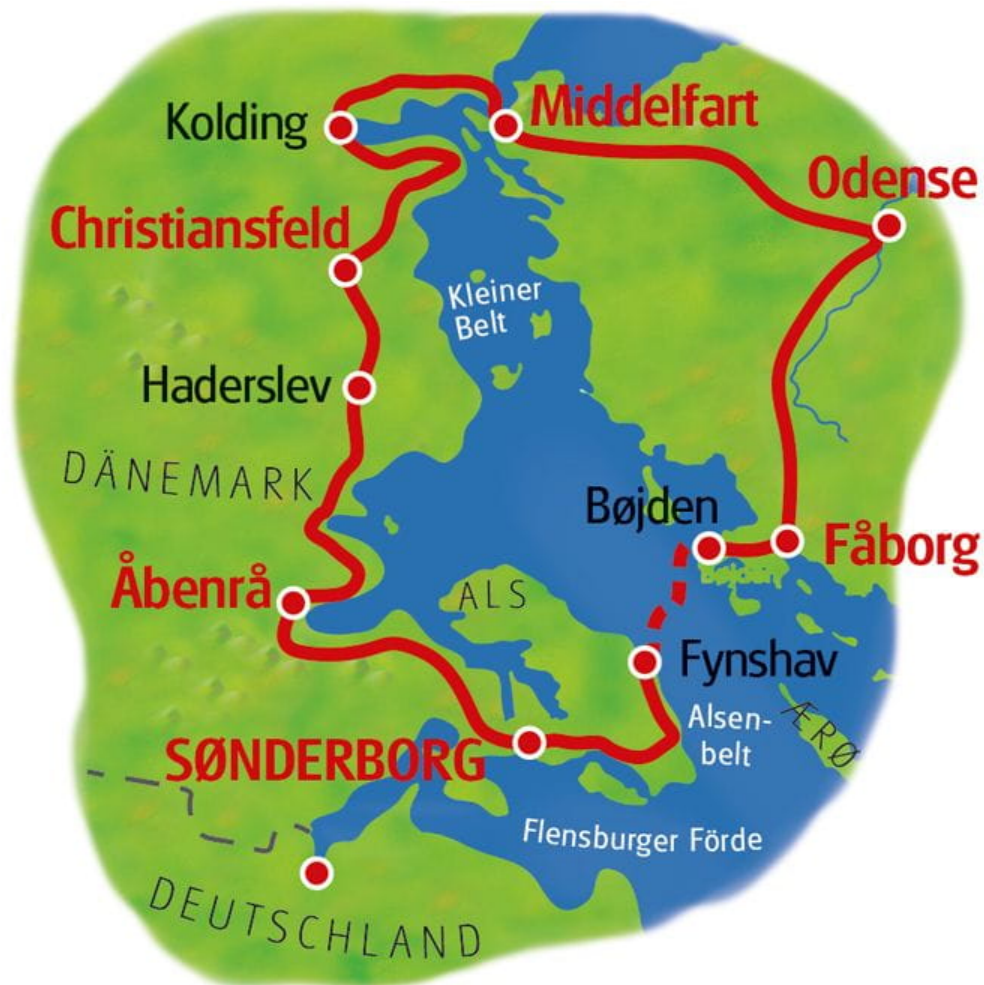 Kolding
Middelfart
Odense
Christiansfeld
Kleiner
Belt
Haderslev
DÄNEMARK
Bøjden
Fåborg
Åbenrå
ALS
Fynshav
Alsen-
belt
ÆRØ
SØNDERBORG
Flensburger Förde
DEUTSCHLAND